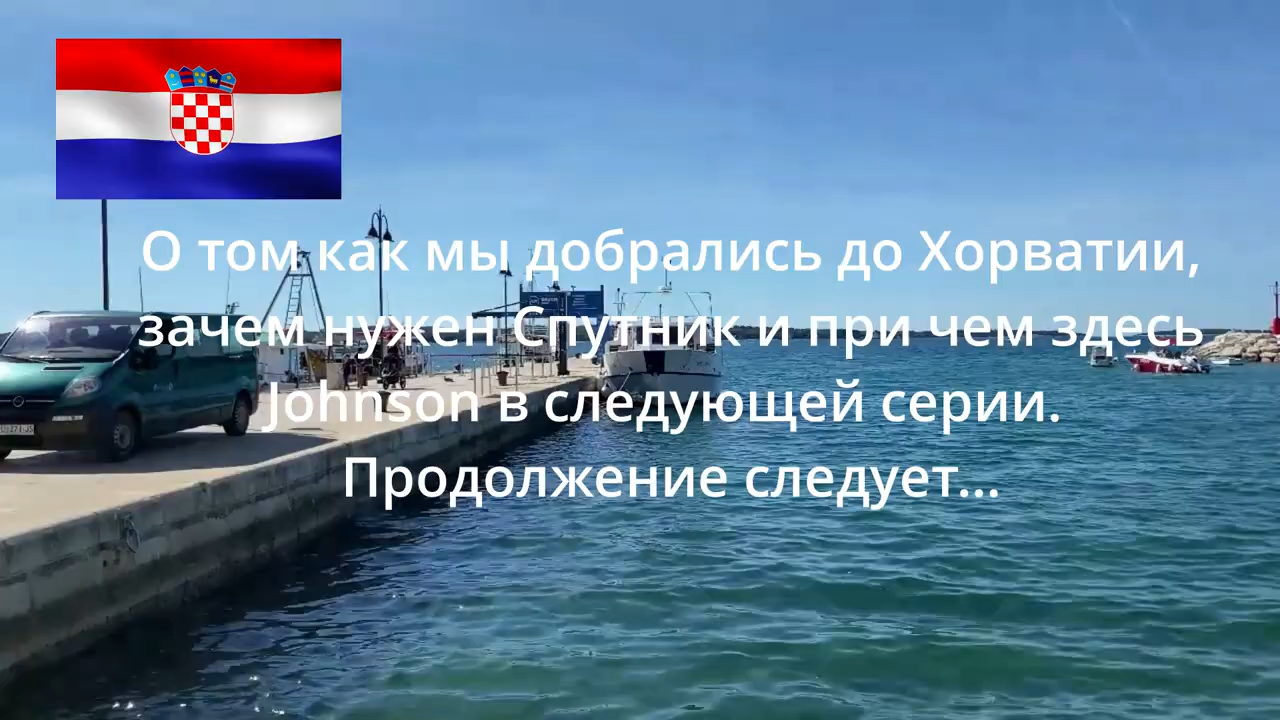 О том как мы добрались до Хорватии,
зачем нужен Спутник и при чем здесь
Johnson в следующей серии.
Продолжение следует...